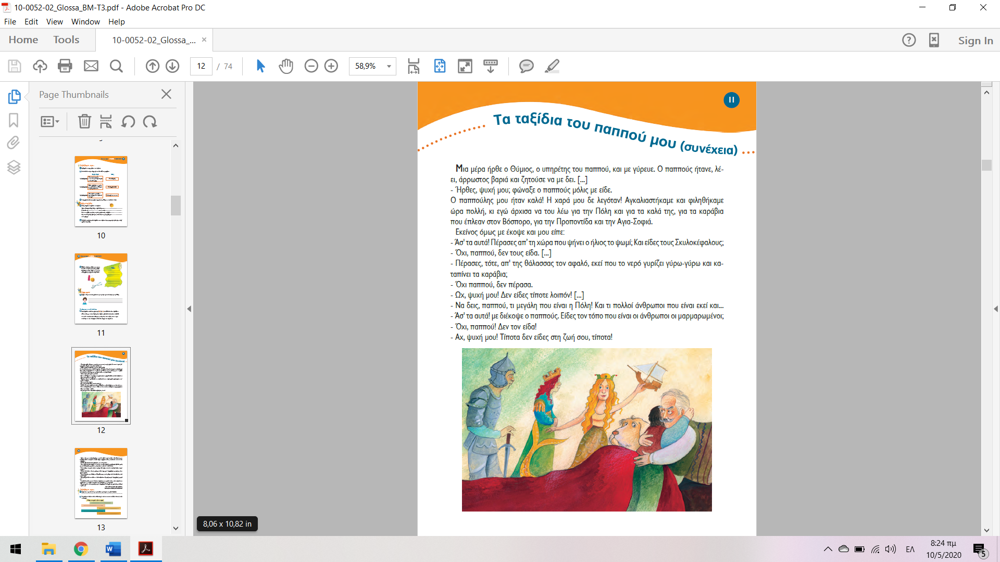 10-0052-02_Glossa_BM-T3.pdf - Adobe Acrobat Pro DC
File Edit View Window Help
Home Tools 10-0052-02_Glossa_... × Sign In
12 / 74 58,9%
Page Thumbnails
10
11
12
13
11
Τα ταξίδια του παππού μου (συνέχεια)
Μια μέρα ήρθε ο Θύμιος, ο υπηρέτης του παππού, και με γύρευε. Ο παππούς ήτανε, λέ-
ει, άρρωστος βαριά και ζητούσε να με δει. [...]
- Ήρθες, ψυχή μου; φώναξε ο παππούς μόλις με είδε.
Ο παππούλης μου ήταν καλά! Η χαρά μου δε λεγόταν! Αγκαλιαστήκαμε και φιληθήκαμε
ώρα πολλή, κι εγώ άρχισα να του λέω για την Πόλη και για τα καλά της, για τα καράβια
που έπλεαν στον Βόσπορο, για την Προποντίδα και την Αγια-Σοφιά.
Εκείνος όμως με έκοψε και μου είπε:
- Άσ' τα αυτά! Πέρασες απ' τη χώρα που ψήνει ο ήλιος το ψωμί; Και είδες τους Σκυλοκέφαλους;
- Όχι, παππού, δεν τους είδα. [...]
- Πέρασες, τότε, απ' της θάλασσας τον αφαλό, εκεί που το νερό γυρίζει γύρω-γύρω και κα-
ταπίνει τα καράβια;
- Όχι παππού, δεν πέρασα.
- Ωχ, ψυχή μου! Δεν είδες τίποτε λοιπόν! [...]
- Να δεις, παππού, τι μεγάλη που είναι η Πόλη! Και τι πολλοί άνθρωποι που είναι εκεί και...
- Άσ' τα αυτά! με διέκοψε ο παππούς. Είδες τον τόπο που είναι οι άνθρωποι οι μαρμαρωμένοι;
- Όχι, παππού! Δεν τον είδα!
- Αχ, ψυχή μου! Τίποτα δεν είδες στη ζωή σου, τίποτα!
8,06 x 10,82 in
ΕΛ
8:24 πμ
10/5/2020
5